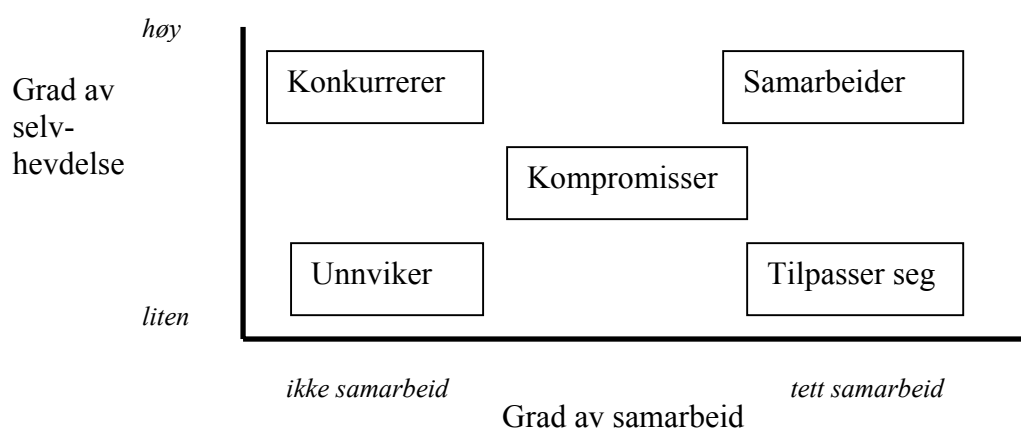 høy
Grad av
selv-
hevdelse
Konkurrerer
Samarbeider
Kompromisser
Unnviker
Tilpasser seg
liten
ikke samarbeid
tett samarbeid
Grad av samarbeid